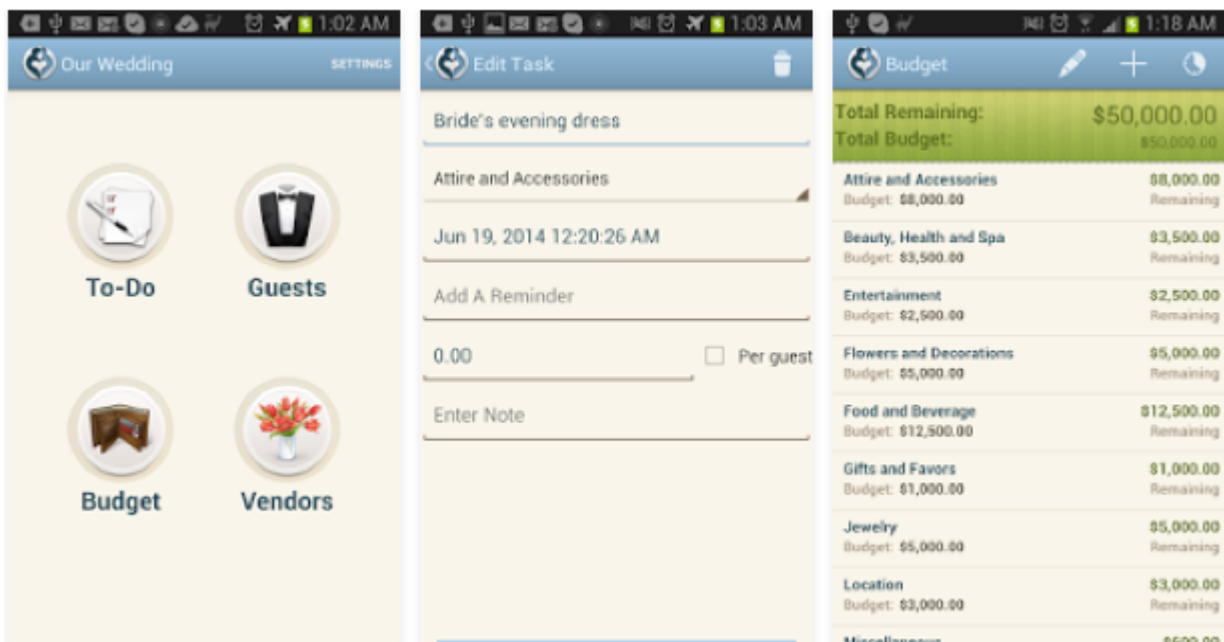 1:02 AM
Our Wedding
SETTINGS
To-Do
Guests
Budget
Vendors
1:03 AM
Edit Task
Bride's evening dress
Attire and Accessories
Jun 19, 2014 12:20:26 AM
Add A Reminder
0.00
Per guest
Enter Note
1:18 AM
Budget
Total Remaining: $50,000.00
Total Budget: $50,000.00
Attire and Accessories $8,000.00
Budget: $8,000.00 Remaining
Beauty, Health and Spa $3,500.00
Budget: $3,500.00 Remaining
Entertainment $2,500.00
Budget: $2,500.00 Remaining
Flowers and Decorations $5,000.00
Budget: $5,000.00 Remaining
Food and Beverage $12,500.00
Budget: $12,500.00 Remaining
Gifts and Favors $1,000.00
Budget: $1,000.00 Remaining
Jewelry $5,000.00
Budget: $5,000.00 Remaining
Location $3,000.00
Budget: $3,000.00 Remaining
Miscellaneous $500.00